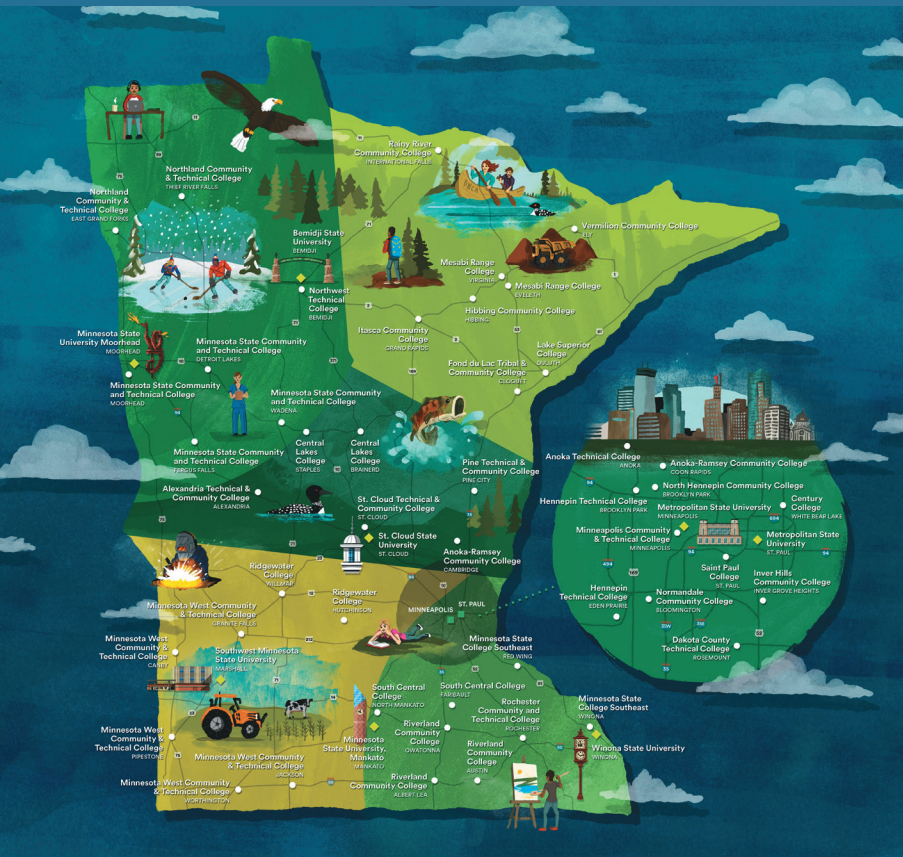 Rainy River
Community College
INTERNATIONAL FALLS
Northland Community
& Technical College
THIEF RIVER FALLS
Northland
Community &
Technical College
EAST GRAND FORKS
Vermilion Community College
ELY
Bemidji State
University
BEMIDJI
Mesabi Range
College
VIRGINIA
Mesabi Range College
EVELETH
Northwest
Technical
College
BEMIDJI
Hibbing Community College
HIBBING
Itasca Community
College
GRAND RAPIDS
Minnesota State
University Moorhead
MOORHEAD
Minnesota State Community
and Technical College
DETROIT LAKES
Lake Superior
College
DULUTH
Fond du Lac Tribal &
Community College
CLOQUET
Minnesota State Community
and Technical College
MOORHEAD
Minnesota State Community
and Technical College
WADENA
Minnesota State Community
and Technical College
FERGUS FALLS
Central
Lakes
College
STAPLES
Central
Lakes
College
BRAINERD
Pine Technical &
Community College
PINE CITY
Alexandria Technical &
Community College
ALEXANDRIA
St. Cloud Technical &
Community College
ST. CLOUD
St. Cloud State
University
ST. CLOUD
Anoka-Ramsey
Community College
CAMBRIDGE
Ridgewater
College
WILLMAR
Ridgewater
College
HUTCHINSON
MINNEAPOLIS
ST. PAUL
Minnesota West Community
& Technical College
GRANITE FALLS
Minnesota West
Community &
Technical College
CANBY
Southwest Minnesota
State University
MARSHALL
Minnesota State
College Southeast
RED WING
South Central
College
NORTH MANKATO
South Central College
FARIBAULT
Minnesota State
College Southeast
WINONA
Rochester
Community and
Technical College
ROCHESTER
Riverland
Community
College
OWATONNA
Minnesota
State University,
Mankato
MANKATO
Riverland
Community
College
AUSTIN
Winona State University
WINONA
Minnesota West
Community &
Technical College
PIPESTONE
Minnesota West Community
& Technical College
JACKSON
Minnesota West Community
& Technical College
WORTHINGTON
Riverland
Community College
ALBERT LEA
Anoka Technical College
ANOKA
Anoka-Ramsey Community College
COON RAPIDS
North Hennepin Community College
BROOKLYN PARK
Hennepin Technical College
BROOKLYN PARK
Metropolitan State University
MINNEAPOLIS
Century
College
WHITE BEAR LAKE
Minneapolis Community
& Technical College
MINNEAPOLIS
Metropolitan State
University
ST. PAUL
Saint Paul
College
ST. PAUL
Inver Hills
Community College
INVER GROVE HEIGHTS
Hennepin
Technical College
EDEN PRAIRIE
Normandale
Community College
BLOOMINGTON
Dakota County
Technical College
ROSEMOUNT
94
94
94
494
694
169
35W
35E
35